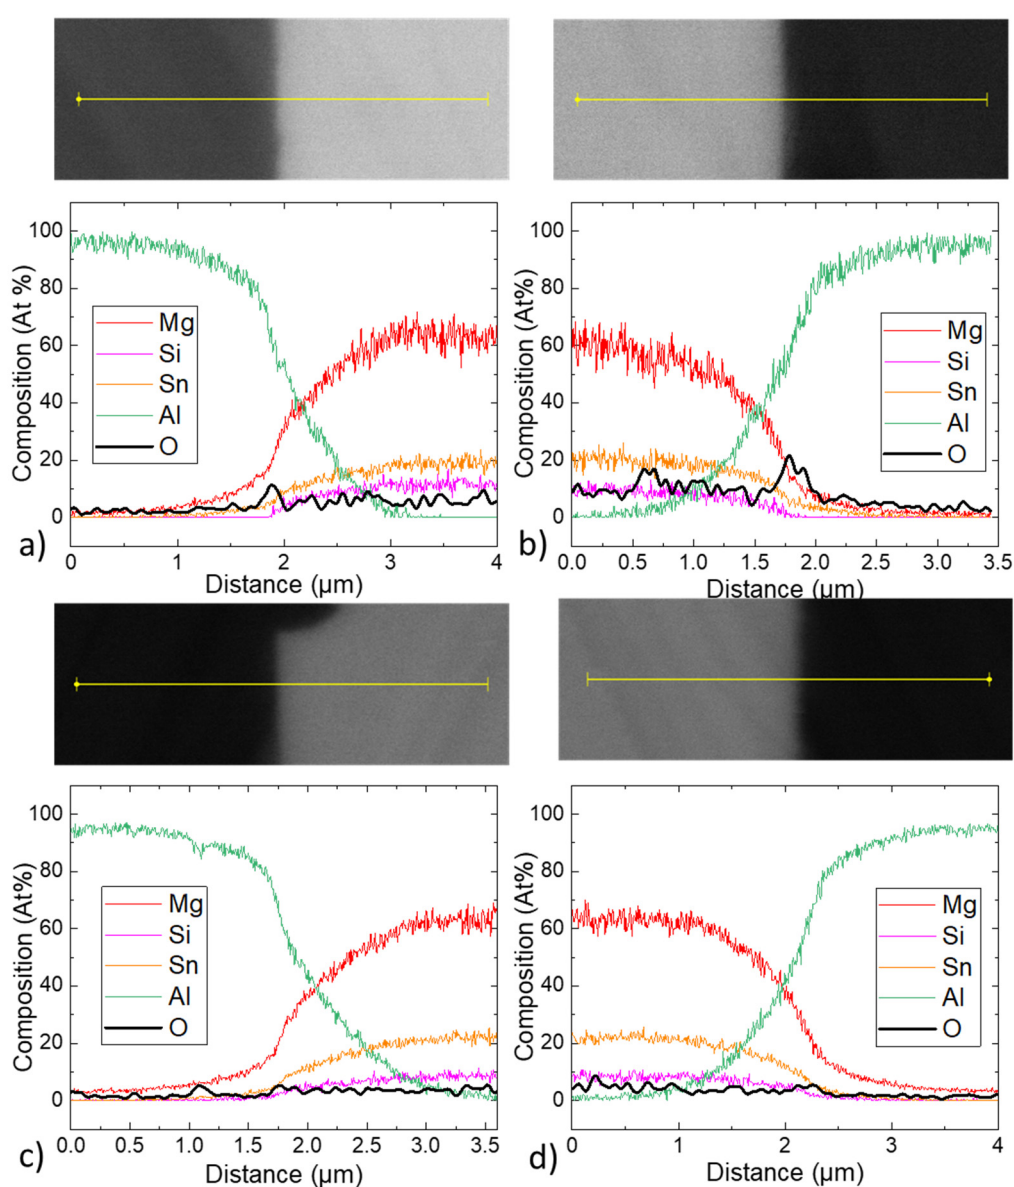 100
80
60
40
20
0
Composition (At %)
Mg
Si
Sn
Al
O
0
1
2
3
4
Distance (µm)
a)
100
80
60
40
20
0
Composition (At%)
Mg
Si
Sn
Al
O
0.0
0.5
1.0
1.5
2.0
2.5
3.0
3.5
Distance (µm)
b)
100
80
60
40
20
0
Composition (At%)
Mg
Si
Sn
Al
O
0.0
0.5
1.0
1.5
2.0
2.5
3.0
3.5
Distance (µm)
c)
100
80
60
40
20
0
Composition (At%)
Mg
Si
Sn
Al
O
0
1
2
3
4
Distance (µm)
d)